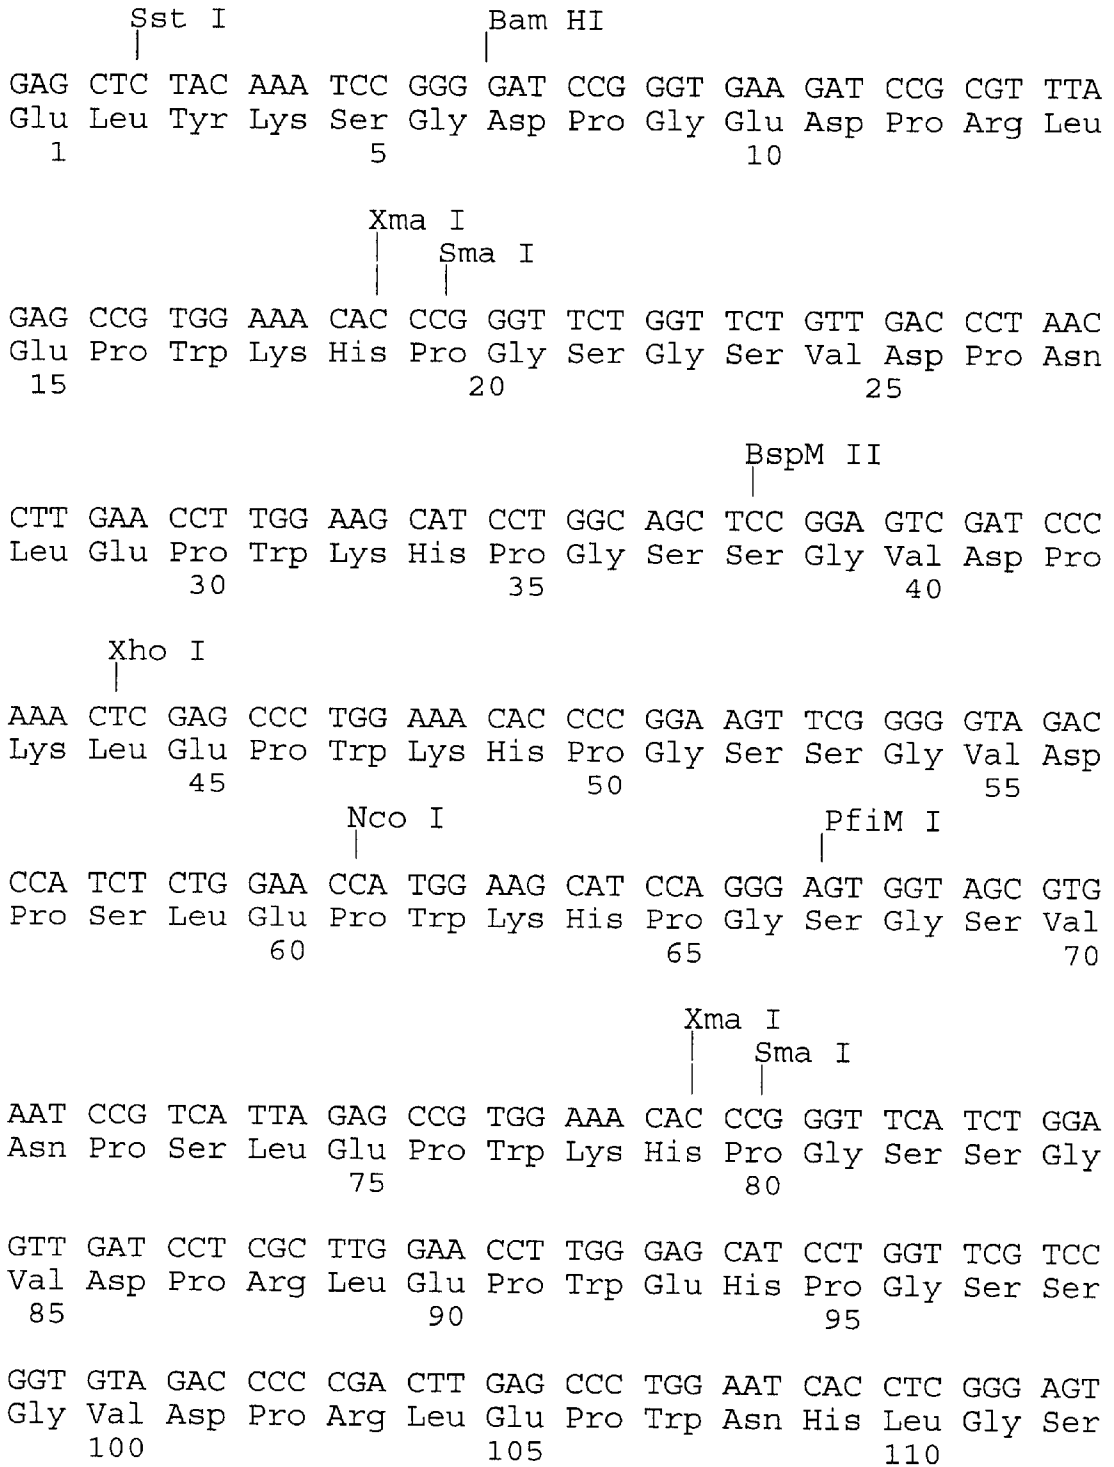 Sst I Bam HI
GAG CTC TAC AAA TCC GGG GAT CCG GGT GAA GAT CCG CGT TTA
Glu Leu Tyr Lys Ser Gly Asp Pro Gly Glu Asp Pro Arg Leu
1 5 10
Xma I
Sma I
GAG CCG TGG AAA CAC CCG GGT TCT GGT TCT GTT GAC CCT AAC
Glu Pro Trp Lys His Pro Gly Ser Gly Ser Val Asp Pro Asn
15 20 25
BspM II
CTT GAA CCT TGG AAG CAT CCT GGC AGC TCC GGA GTC GAT CCC
Leu Glu Pro Trp Lys His Pro Gly Ser Ser Gly Val Asp Pro
30 35 40
Xho I
AAA CTC GAG CCC TGG AAA CAC CCC GGA AGT TCG GGG GTA GAC
Lys Leu Glu Pro Trp Lys His Pro Gly Ser Ser Gly Val Asp
45 50 55
Nco I PfiM I
CCA TCT CTG GAA CCA TGG AAG CAT CCA GGG AGT GGT AGC GTG
Pro Ser Leu Glu Pro Trp Lys His Pro Gly Ser Gly Ser Val
60 65 70
Xma I
Sma I
AAT CCG TCA TTA GAG CCG TGG AAA CAC CCG GGT TCA TCT GGA
Asn Pro Ser Leu Glu Pro Trp Lys His Pro Gly Ser Ser Gly
75 80
GTT GAT CCT CGC TTG GAA CCT TGG GAG CAT CCT GGT TCG TCC
Val Asp Pro Arg Leu Glu Pro Trp Glu His Pro Gly Ser Ser
85 90 95
GGT GTA GAC CCC CGA CTT GAG CCC TGG AAT CAC CTC GGG AGT
Gly Val Asp Pro Arg Leu Glu Pro Trp Asn His Leu Gly Ser
100 105 110